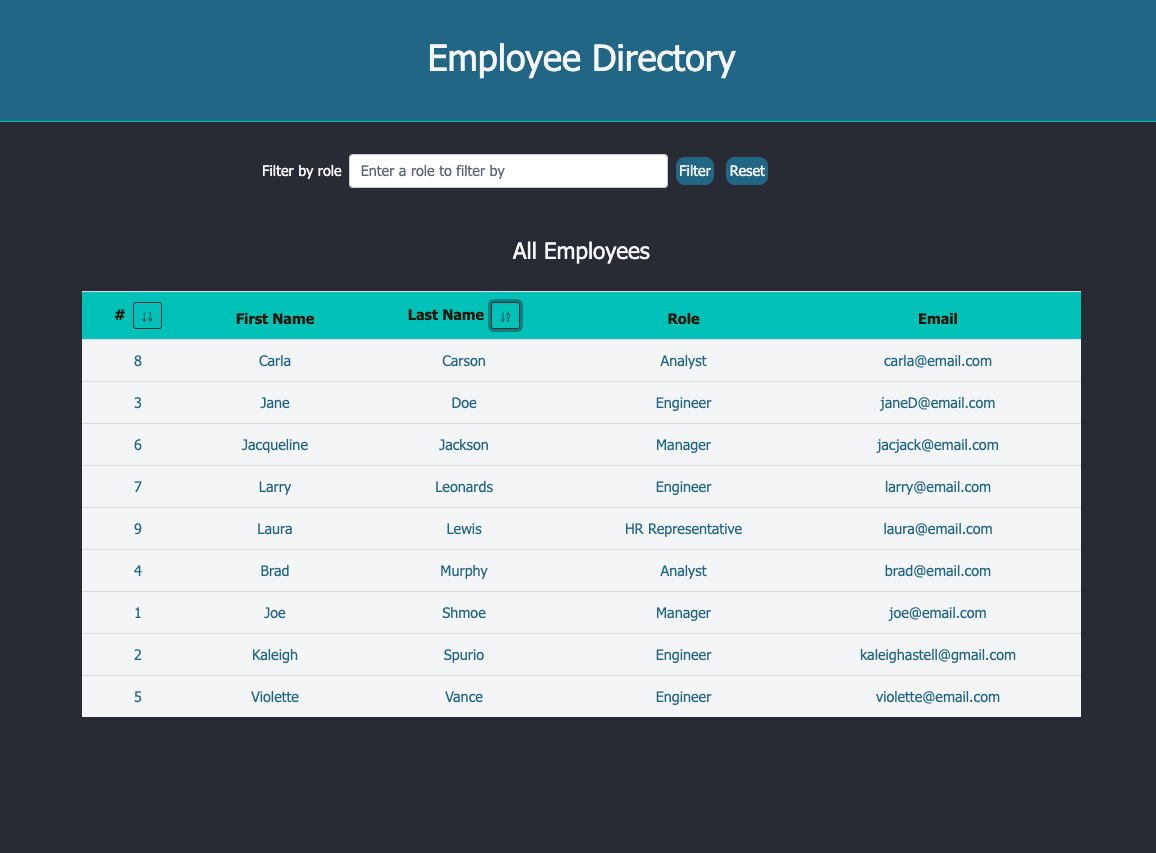 Employee Directory
Filter by role Enter a role to filter by Filter Reset
All Employees
# First Name Last Name Role Email
8 Carla Carson Analyst carla@email.com
3 Jane Doe Engineer janeD@email.com
6 Jacqueline Jackson Manager jacjack@email.com
7 Larry Leonards Engineer larry@email.com
9 Laura Lewis HR Representative laura@email.com
4 Brad Murphy Analyst brad@email.com
1 Joe Shmoe Manager joe@email.com
2 Kaleigh Spurio Engineer kaleighastell@gmail.com
5 Violette Vance Engineer violette@email.com